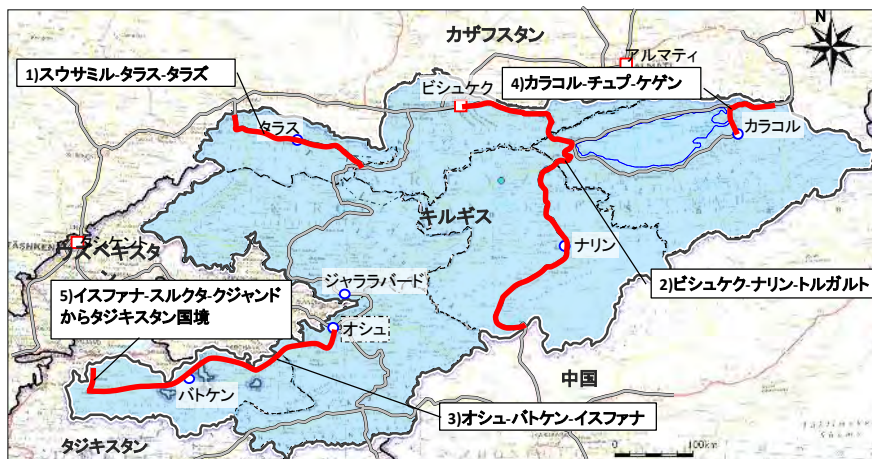 カザフスタン
N
アルマティ
1)スウサミル-タラス-タラズ
4)カラコル-チュプ-ケゲン
ビシュケク
タラス
カラコル
キルギス
TASHKENT
ウズベキスタン
ナリン
2)ビシュケク-ナリン-トルガルト
ジャララバード
5)イスファナ-スルクタ-クジャンド
からタジキスタン国境
オシュ
バトケン
中国
3)オシュ-バトケン-イスファナ
タジキスタン
0 100km